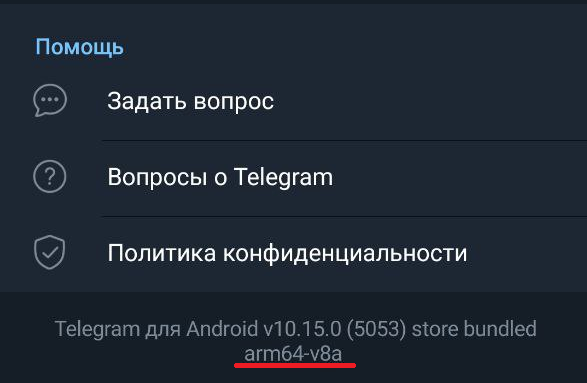 Помощь
Задать вопрос
Вопросы о Telegram
Политика конфиденциальности
Telegram для Android v10.15.0 (5053) store bundled
arm64-v8a